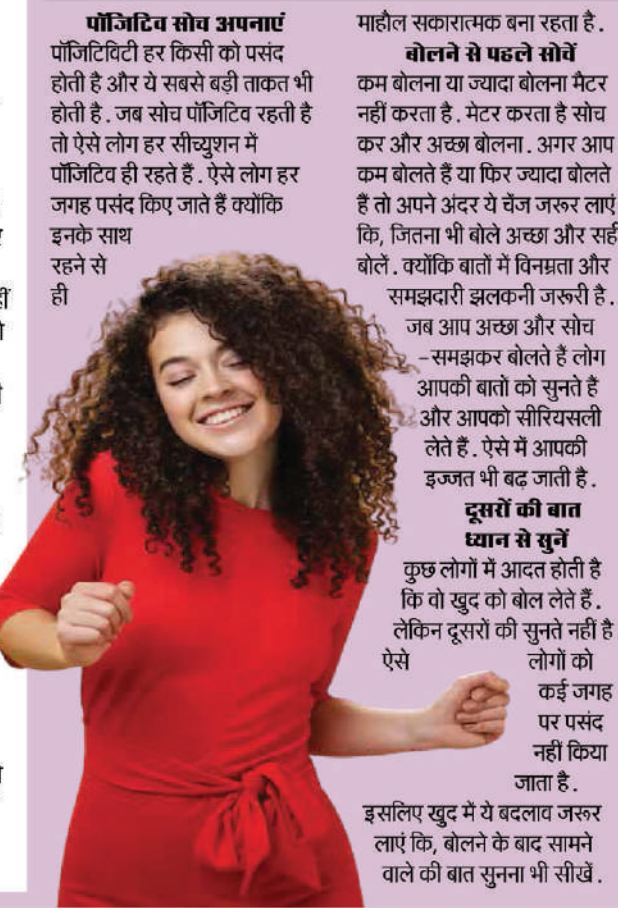 पॉजिटिव सोच अपनाएं
पॉजिटिविटी हर किसी को पसंद
होती है और ये सबसे बड़ी ताकत भी
होती है. जब सोच पॉजिटिव रहती है
तो ऐसे लोग हर सीच्युशन में
पॉजिटिव ही रहते हैं. ऐसे लोग हर
जगह पसंद किए जाते हैं क्योंकि
इनके साथ
रहने से
ही
माहौल सकारात्मक बना रहता है.
बोलने से पहले सोचें
कम बोलना या ज्यादा बोलना मैटर
नहीं करता है. मेटर करता है सोच
कर और अच्छा बोलना. अगर आप
कम बोलते हैं या फिर ज्यादा बोलते
हैं तो अपने अंदर ये चेंज जरूर लाएं
कि, जितना भी बोले अच्छा और सही
बोलें. क्योंकि बातों में विनम्रता और
समझदारी झलकनी जरूरी है.
जब आप अच्छा और सोच
-समझकर बोलते हैं लोग
आपकी बातों को सुनते हैं
और आपको सीरियसली
लेते हैं. ऐसे में आपकी
इज्जत भी बढ़ जाती है.
दूसरों की बात
ध्यान से सुनें
कुछ लोगों में आदत होती है
कि वो खुद को बोल लेते हैं.
लेकिन दूसरों की सुनते नहीं है
ऐसे लोगों को
कई जगह
पर पसंद
नहीं किया
जाता है.
इसलिए खुद में ये बदलाव जरूर
लाएं कि, बोलने के बाद सामने
वाले की बात सुनना भी सीखें.